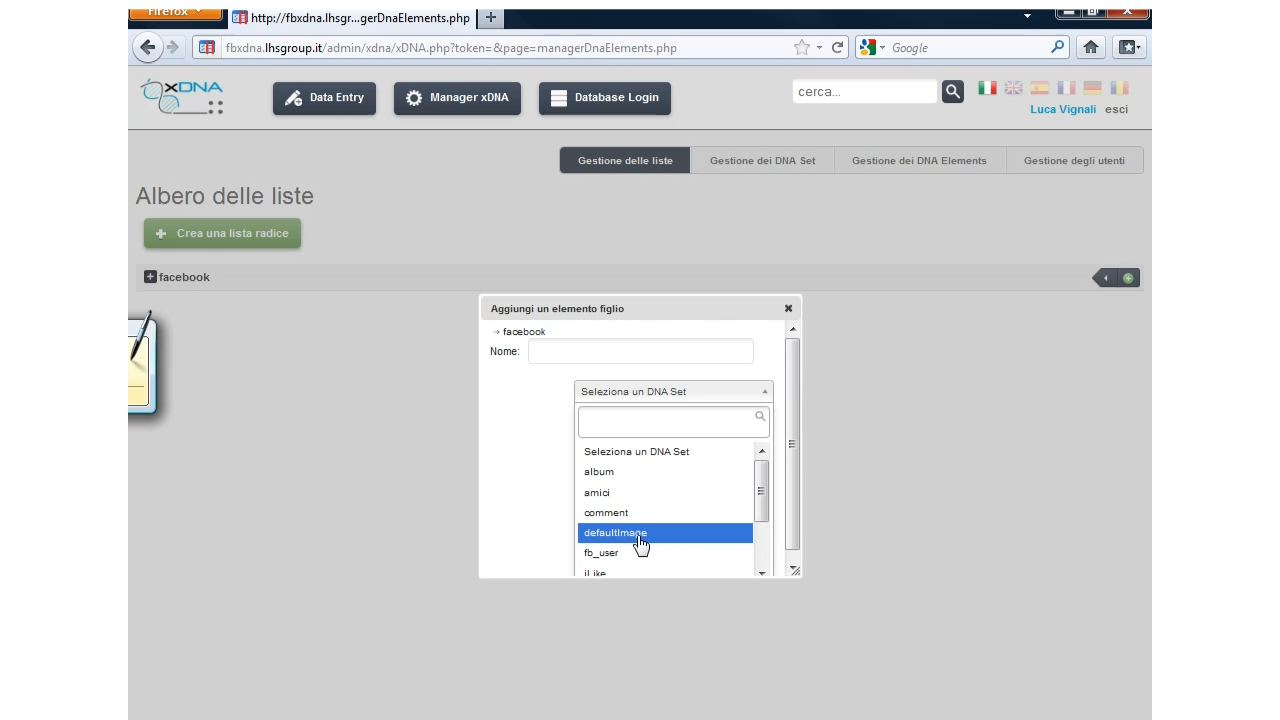 Firefox
http://fbxdna.lhsgr...gerDnaElements.php
fbxdna.lhsgroup.it/admin/xdna/xDNA.php?token=&page=managerDnaElements.php
Google
xDNA
Data Entry
Manager xDNA
Database Login
cerca...
Luca Vignali esci
Gestione delle liste
Gestione dei DNA Set
Gestione dei DNA Elements
Gestione degli utenti
Albero delle liste
Crea una lista radice
facebook
Aggiungi un elemento figlio
facebook
Nome:
Seleziona un DNA Set
Seleziona un DNA Set
album
amici
comment
defaultImage
fb_user
iLike